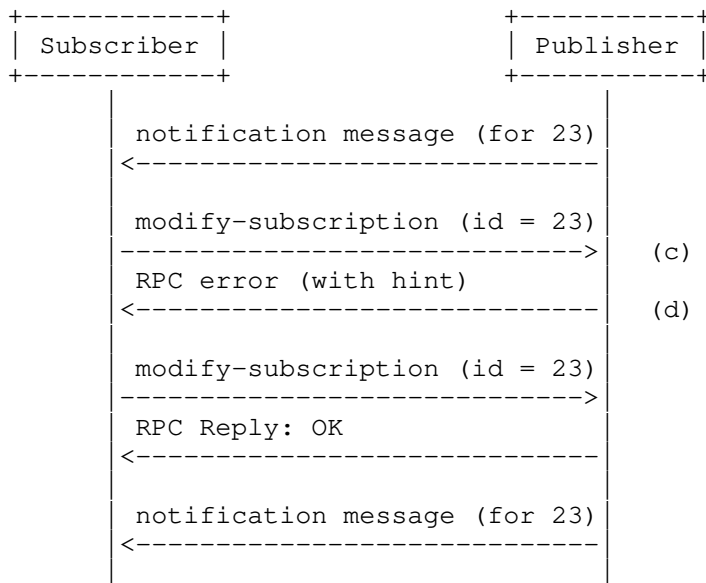 Subscriber Publisher
notification message (for 23)
modify-subscription (id = 23)
(c)
RPC error (with hint)
(d)
modify-subscription (id = 23)
RPC Reply: OK
notification message (for 23)